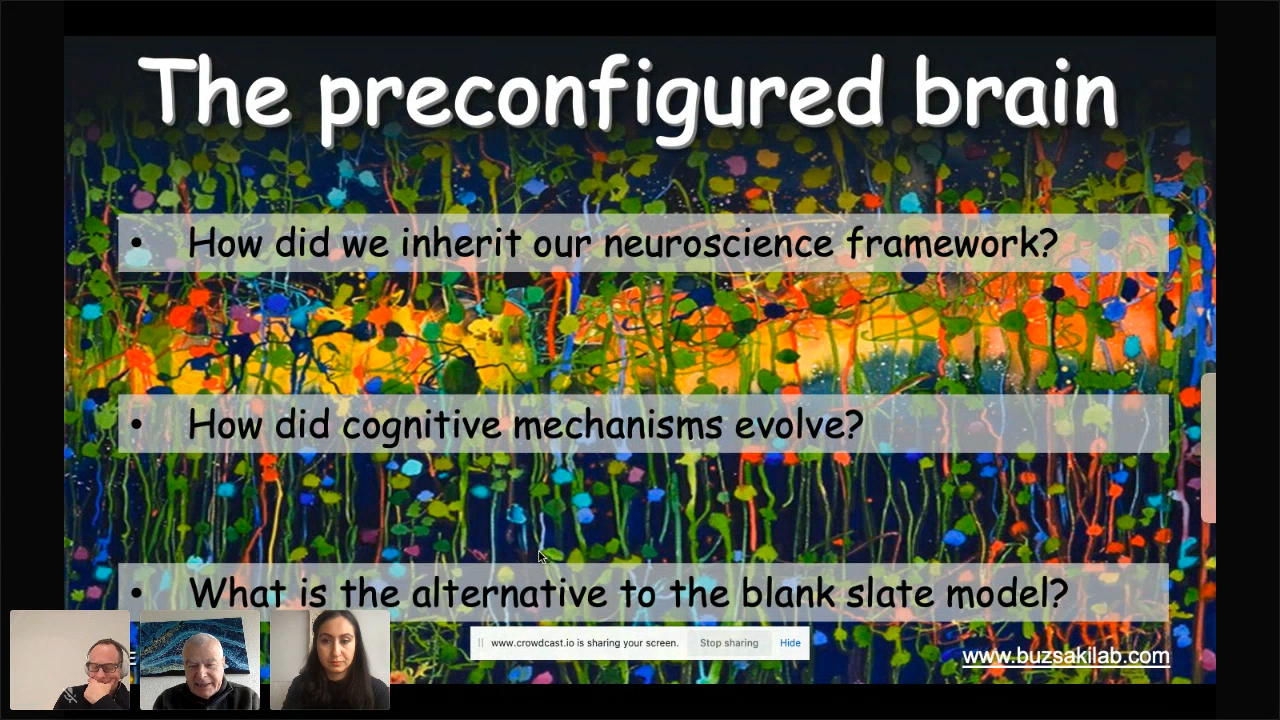 The preconfigured brain
• How did we inherit our neuroscience framework?
• How did cognitive mechanisms evolve?
• What is the alternative to the blank slate model?
www.crowdcast.io is sharing your screen. Stop sharing Hide
www.buzsakilab.com